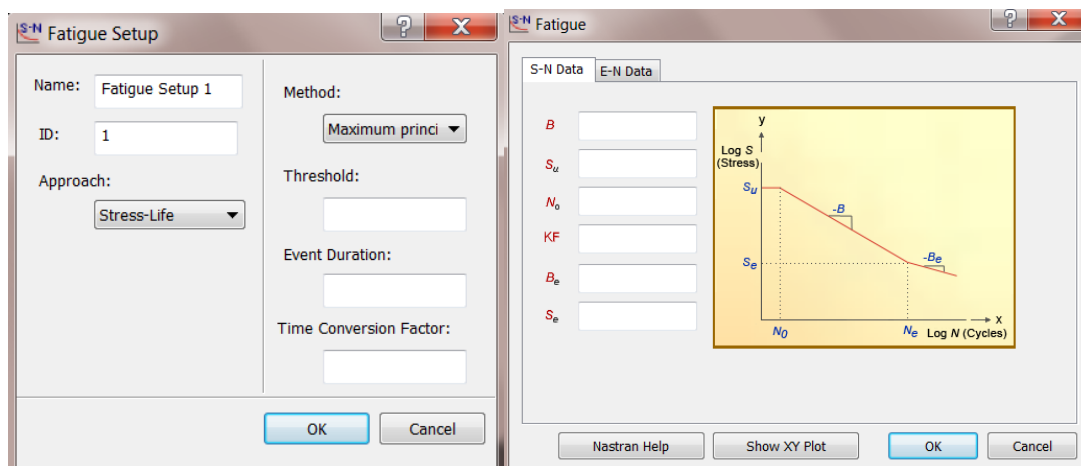 S-N Fatigue Setup
Name: Fatigue Setup 1
ID: 1
Approach:
Stress-Life
Method:
Maximum princi
Threshold:
Event Duration:
Time Conversion Factor:
OK Cancel
S-N Fatigue
S-N Data E-N Data
B
Su
No
KF
Be
Se
y
Log S
(Stress)
Su
-B
Se
-Be
x
N0 Ne Log N (Cycles)
Nastran Help Show XY Plot OK Cancel